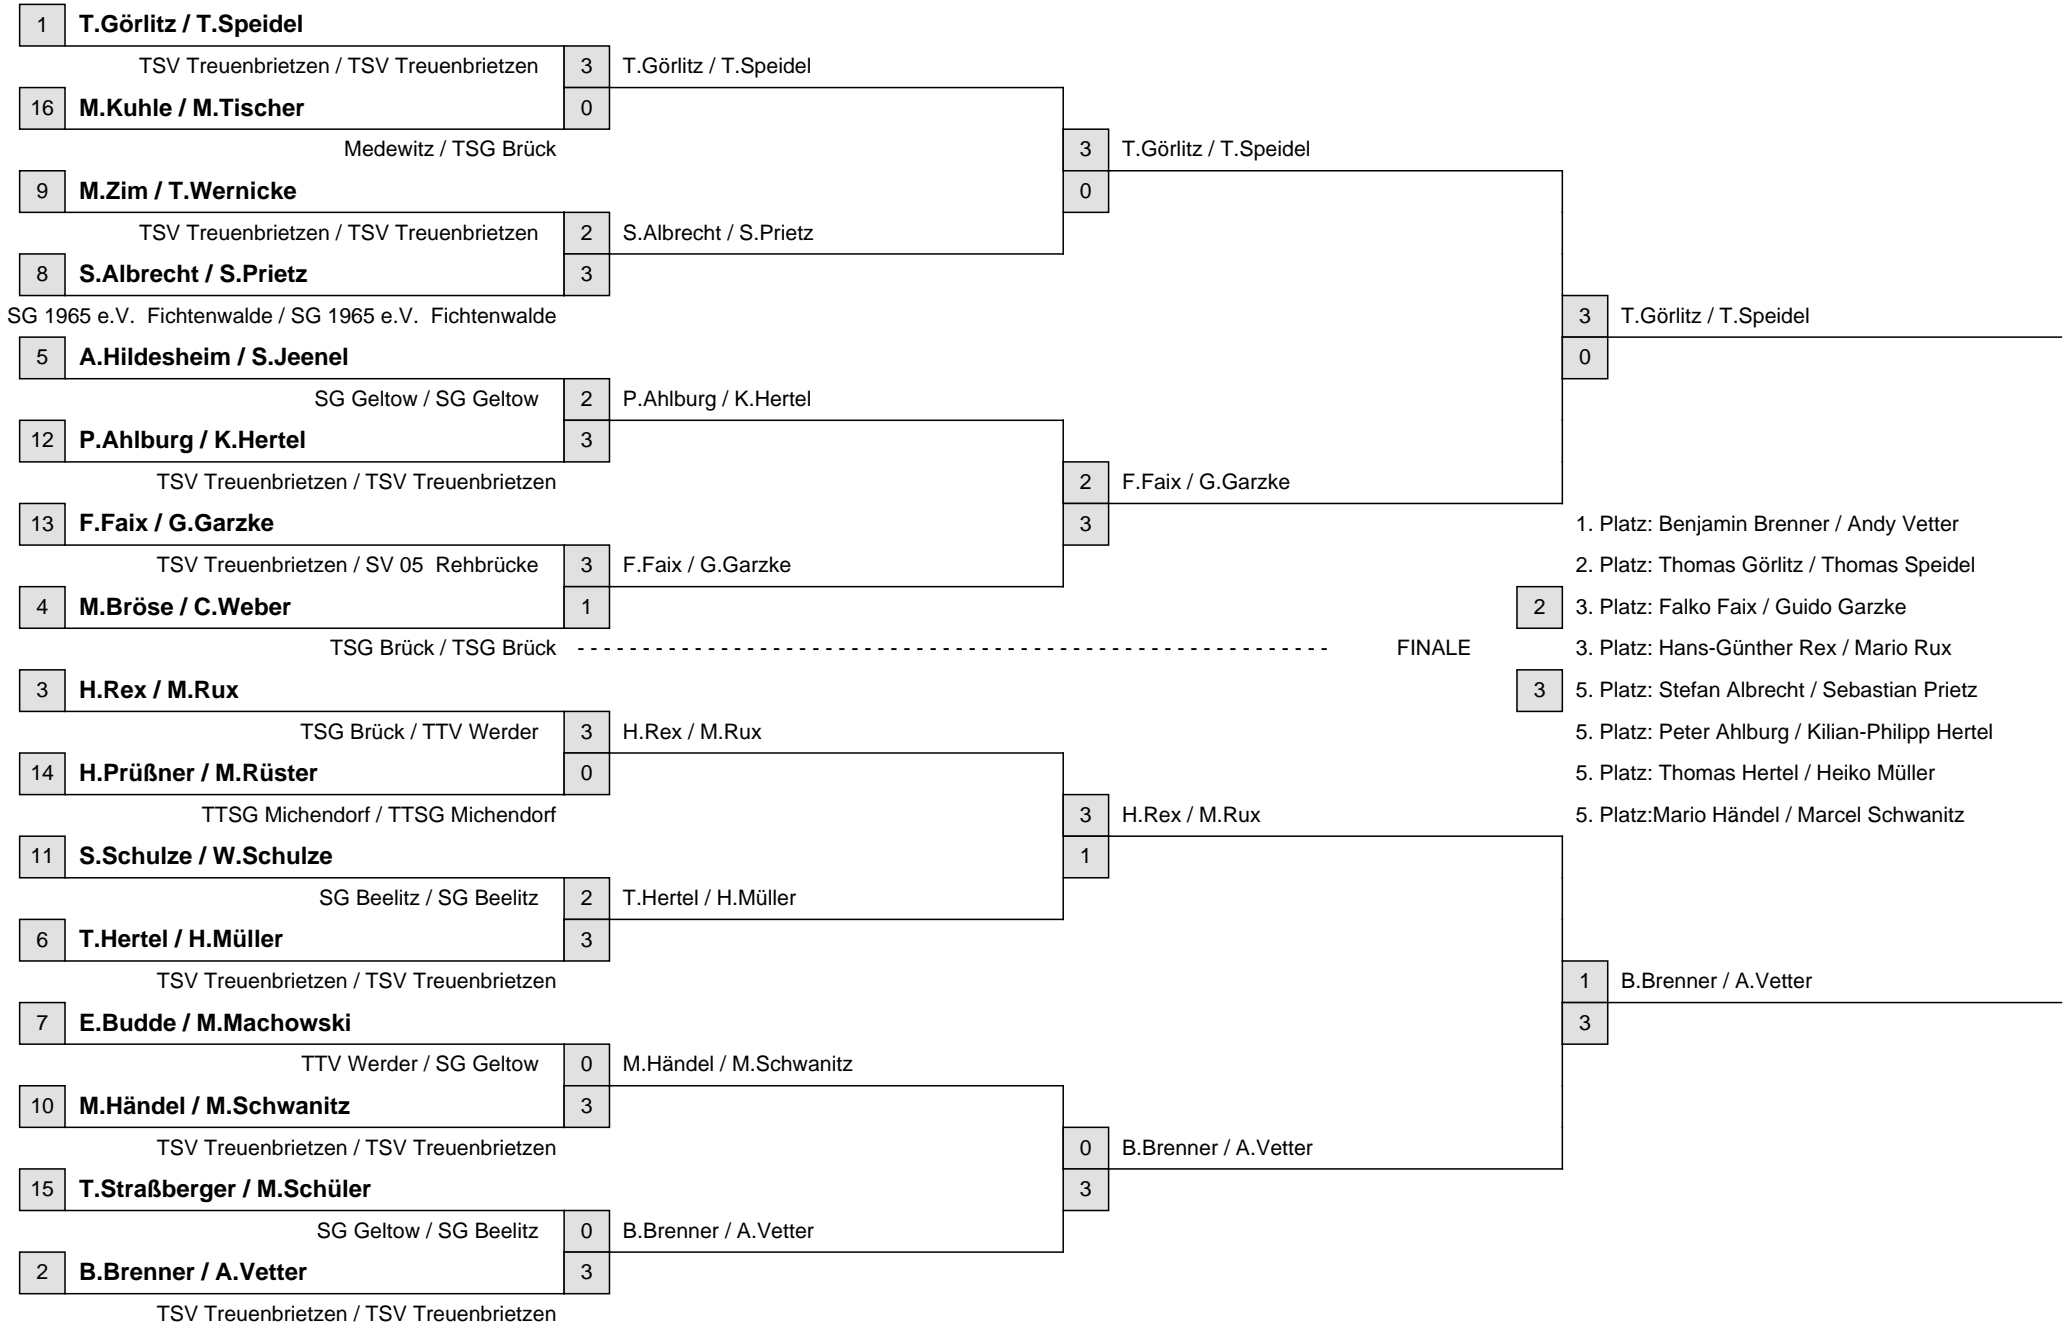 1 T.Görlitz / T.Speidel
TSV Treuenbrietzen / TSV Treuenbrietzen 3 T.Görlitz / T.Speidel
16 M.Kuhle / M.Tischer 0
Medewitz / TSG Brück 3 T.Görlitz / T.Speidel
9 M.Zim / T.Wernicke 0
TSV Treuenbrietzen / TSV Treuenbrietzen 2 S.Albrecht / S.Prietz
8 S.Albrecht / S.Prietz 3
SG 1965 e.V. Fichtenwalde / SG 1965 e.V. Fichtenwalde 3 T.Görlitz / T.Speidel
5 A.Hildesheim / S.Jeenel 0
SG Geltow / SG Geltow 2 P.Ahlburg / K.Hertel
12 P.Ahlburg / K.Hertel 3
TSV Treuenbrietzen / TSV Treuenbrietzen 2 F.Faix / G.Garzke
13 F.Faix / G.Garzke 3 1. Platz: Benjamin Brenner / Andy Vetter
TSV Treuenbrietzen / SV 05 Rehbrücke 3 F.Faix / G.Garzke 2. Platz: Thomas Görlitz / Thomas Speidel
4 M.Bröse / C.Weber 1 2 3. Platz: Falko Faix / Guido Garzke
TSG Brück / TSG Brück - - - - - - - - - - - - - - - - - - - - - - - - - - - - - - - - - - - - - - - - - - - - - - - - - - - - - - - - - - FINALE 3. Platz: Hans-Günther Rex / Mario Rux
3 H.Rex / M.Rux 3 5. Platz: Stefan Albrecht / Sebastian Prietz
TSG Brück / TTV Werder 3 H.Rex / M.Rux 5. Platz: Peter Ahlburg / Kilian-Philipp Hertel
14 H.Prüßner / M.Rüster 0 5. Platz: Thomas Hertel / Heiko Müller
TTSG Michendorf / TTSG Michendorf 3 H.Rex / M.Rux 5. Platz:Mario Händel / Marcel Schwanitz
11 S.Schulze / W.Schulze 1
SG Beelitz / SG Beelitz 2 T.Hertel / H.Müller
6 T.Hertel / H.Müller 3
TSV Treuenbrietzen / TSV Treuenbrietzen 1 B.Brenner / A.Vetter
7 E.Budde / M.Machowski 3
TTV Werder / SG Geltow 0 M.Händel / M.Schwanitz
10 M.Händel / M.Schwanitz 3
TSV Treuenbrietzen / TSV Treuenbrietzen 0 B.Brenner / A.Vetter
15 T.Straßberger / M.Schüler 3
SG Geltow / SG Beelitz 0 B.Brenner / A.Vetter
2 B.Brenner / A.Vetter 3
TSV Treuenbrietzen / TSV Treuenbrietzen